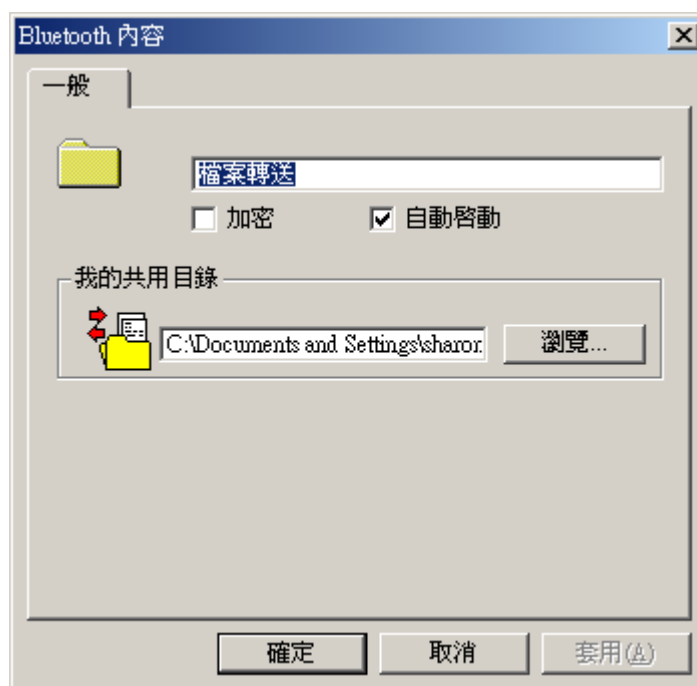 Bluetooth 內容
一般
檔案轉送
加密 自動啓動
我的共用目錄
C:\Documents and Settings\sharon 瀏覽...
確定 取消 套用(A)